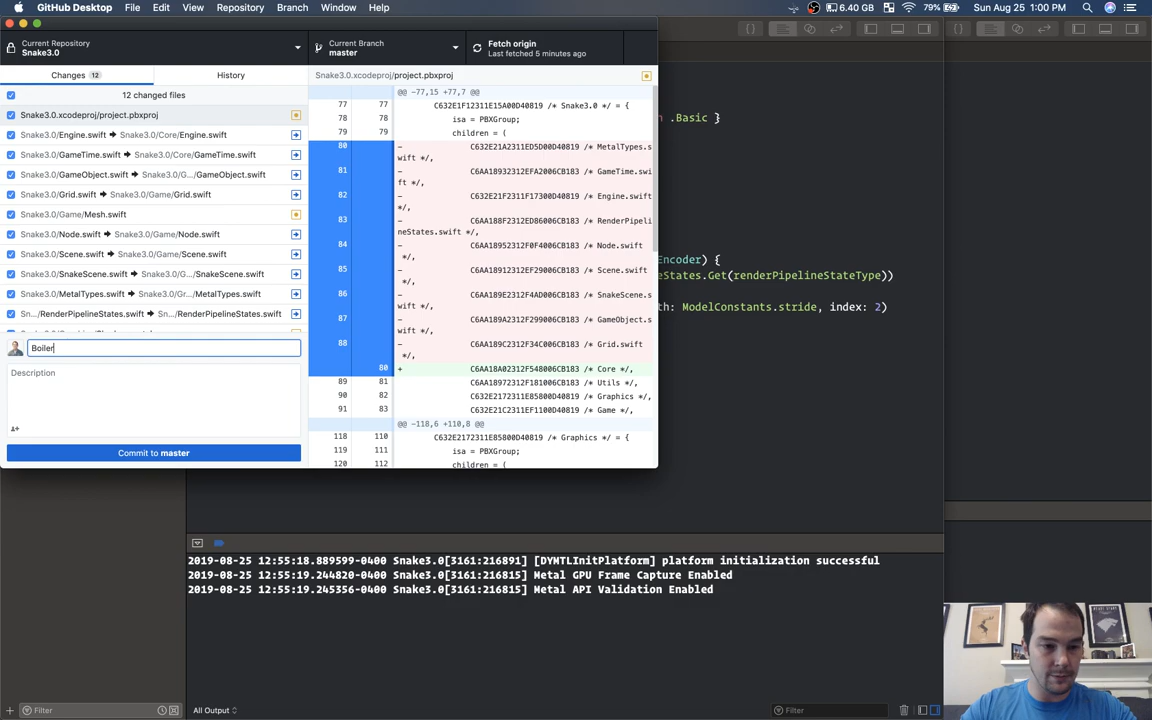 GitHub Desktop File Edit View Repository Branch Window Help 6.40 GB 79% Sun Aug 25 1:00 PM
Current Repository
Snake3.0
Current Branch
master
Fetch origin
Last fetched 5 minutes ago
Changes 12
History
Snake3.0.xcodeproj/project.pbxproj
12 changed files
Snake3.0.xcodeproj/project.pbxproj
Snake3.0/Engine.swift Snake3.0/Core/Engine.swift
Snake3.0/GameTime.swift Snake3.0/Core/GameTime.swift
Snake3.0/GameObject.swift Snake3.0/G.../GameObject.swift
Snake3.0/Grid.swift Snake3.0/Game/Grid.swift
Snake3.0/Game/Mesh.swift
Snake3.0/Node.swift Snake3.0/Game/Node.swift
Snake3.0/Scene.swift Snake3.0/Game/Scene.swift
Snake3.0/SnakeScene.swift Snake3.0/G.../SnakeScene.swift
Snake3.0/MetalTypes.swift Snake3.0/Gr.../MetalTypes.swift
Sn.../RenderPipelineStates.swift Sn.../RenderPipelineStates.swift
Boiler
Description
Commit to master
@@ -77,15 +77,7 @@
77 77 C632E1F12311E15A00D40819 /* Snake3.0 */ = {
78 78 isa = PBXGroup;
79 79 children = (
80 - C632E21A2311ED5D00D40819 /* MetalTypes.s
wift */,
81 - C6AA18932312EFA2006CB183 /* GameTime.swi
ft */,
82 - C632E21F2311F17300D40819 /* Engine.swift
*/,
83 - C6AA188F2312ED86006CB183 /* RenderPipeli
neStates.swift */,
84 - C6AA18952312F0F4006CB183 /* Node.swift
*/,
85 - C6AA18912312EF29006CB183 /* Scene.swift
*/,
86 - C6AA189E2312F4AD006CB183 /* SnakeScene.s
wift */,
87 - C6AA189A2312F299006CB183 /* GameObject.s
wift */,
88 - C6AA189C2312F34C006CB183 /* Grid.swift
*/,
80 + C6AA18A02312F548006CB183 /* Core */,
89 81 C6AA18972312F181006CB183 /* Utils */,
90 82 C632E2172311E85800D40819 /* Graphics */,
91 83 C632E21C2311EF1100D40819 /* Game */,
@@ -118,6 +110,8 @@
118 110 C632E2172311E85800D40819 /* Graphics */ = {
119 111 isa = PBXGroup;
120 112 children = (
.Basic }
Encoder) {
eStates.Get(renderPipelineStateType))
th: ModelConstants.stride, index: 2)
2019-08-25 12:55:18.889599-0400 Snake3.0[3161:216891] [DYMTLInitPlatform] platform initialization successful
2019-08-25 12:55:19.244820-0400 Snake3.0[3161:216815] Metal GPU Frame Capture Enabled
2019-08-25 12:55:19.245356-0400 Snake3.0[3161:216815] Metal API Validation Enabled
Filter
All Output
Filter